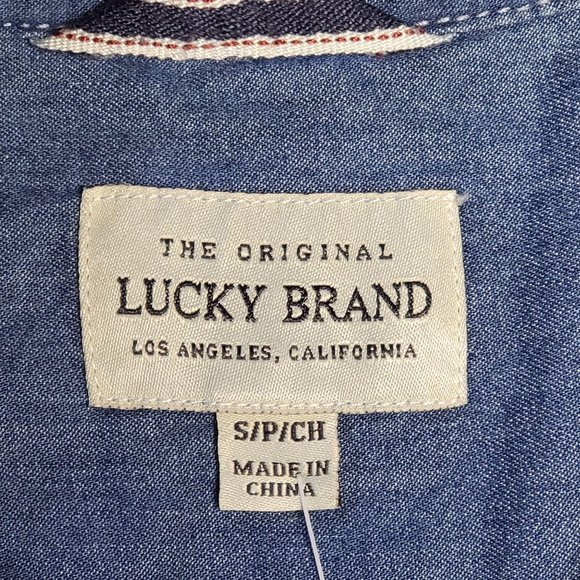 THE ORIGINAL
LUCKY BRAND
LOS ANGELES, CALIFORNIA
S/P/CH
MADE IN
CHINA